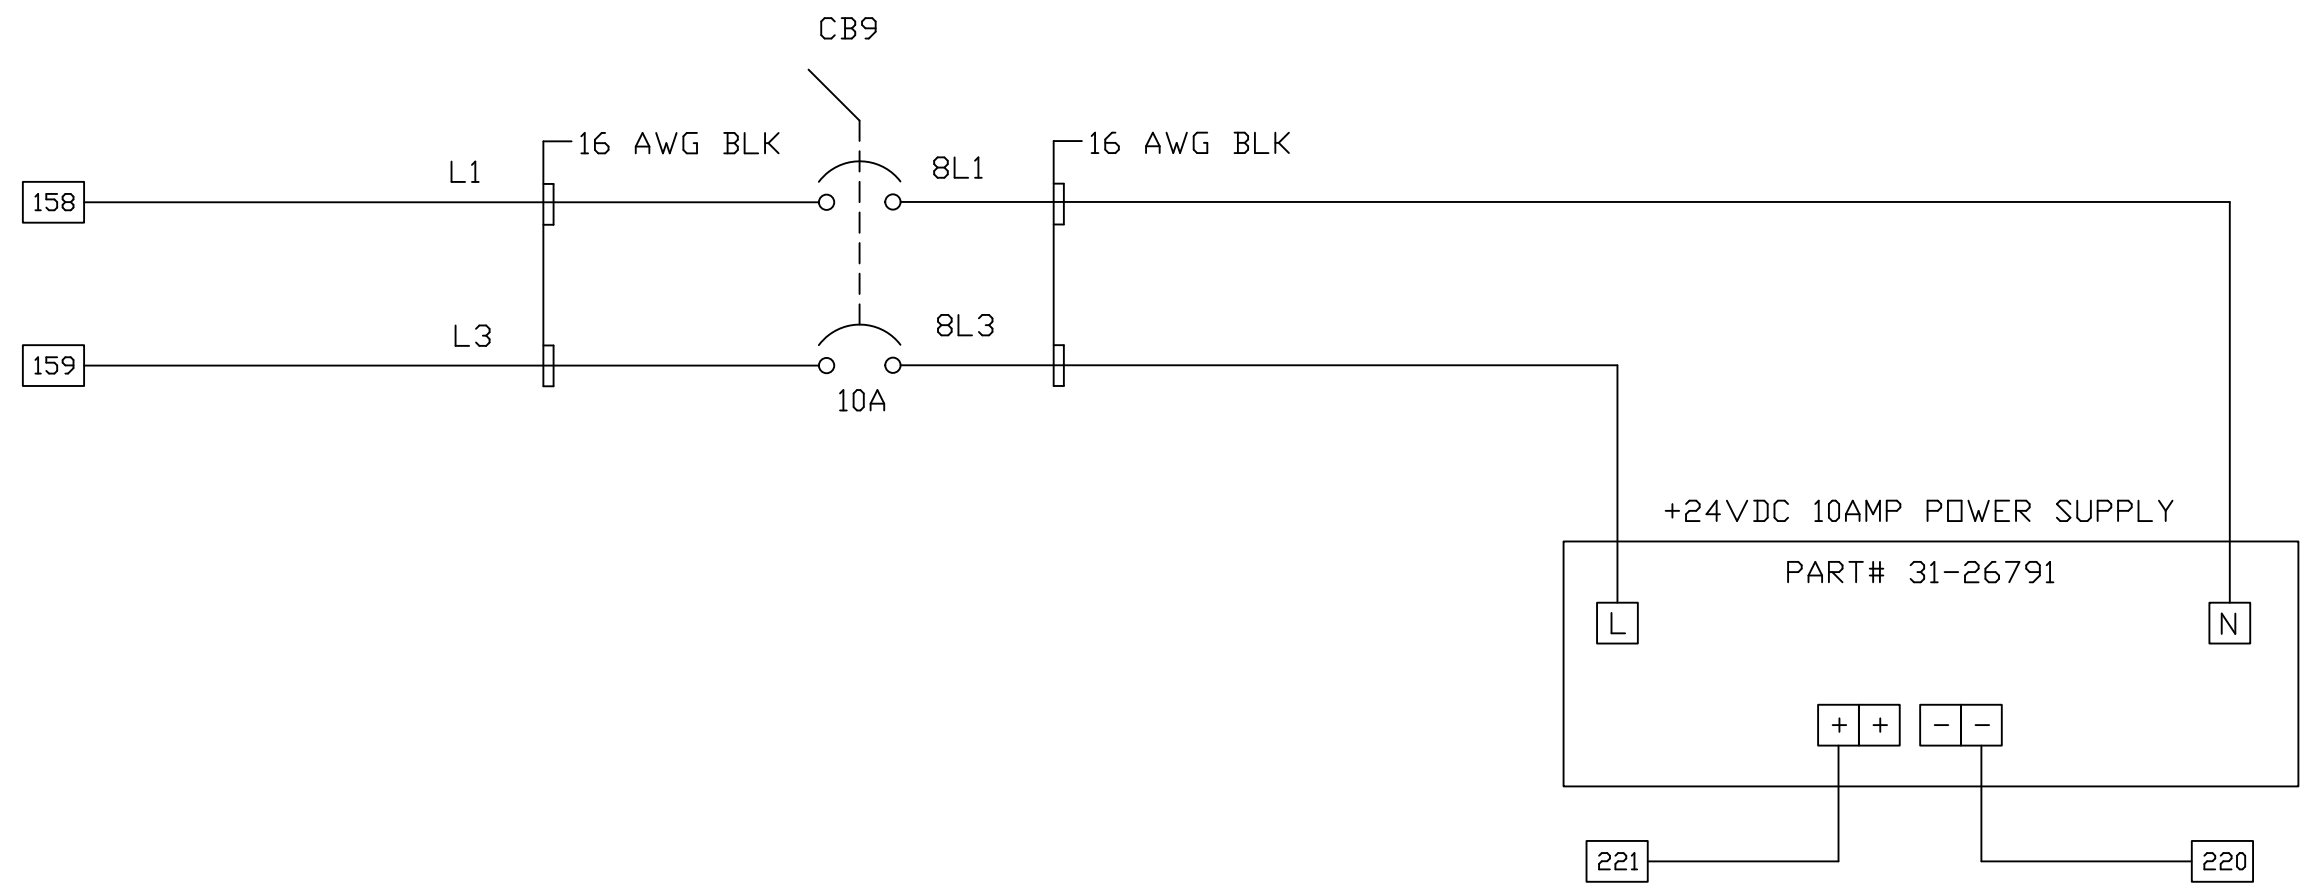 CB9
16 AWG BLK
16 AWG BLK
L1
8L1
158
L3
8L3
159
10A
+24VDC 10AMP POWER SUPPLY
PART# 31-26791
L
N
+ + - -
221
220